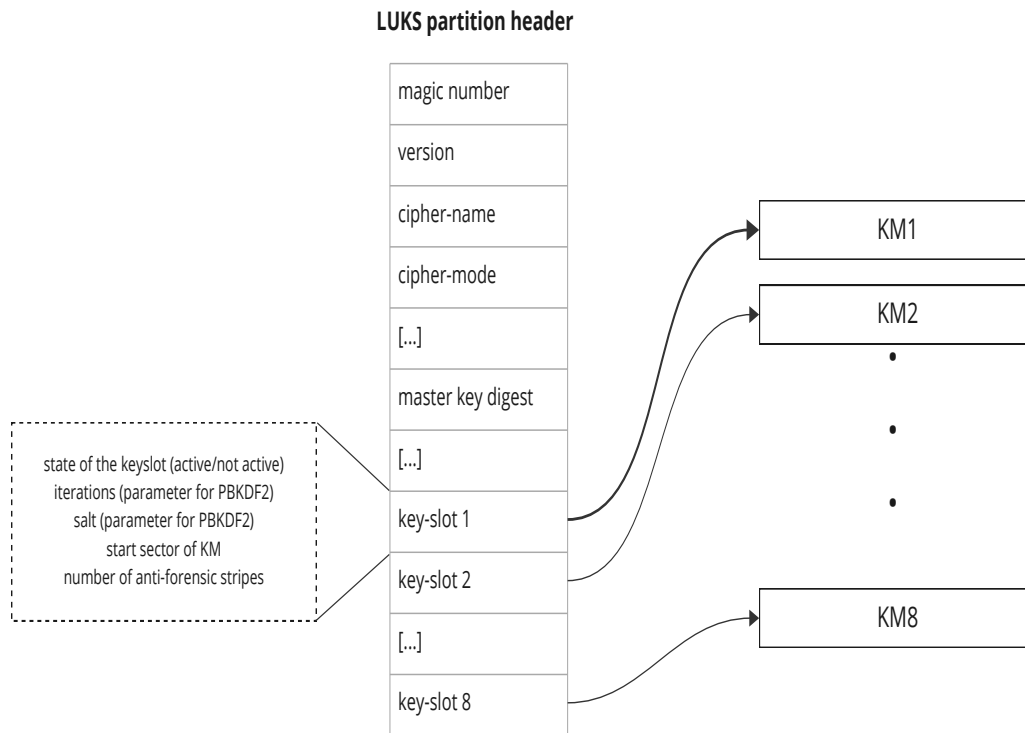 LUKS partition header
magic number
version
cipher-name
cipher-mode
[...]
master key digest
[...]
key-slot 1
key-slot 2
[...]
key-slot 8
state of the keyslot (active/not active)
iterations (parameter for PBKDF2)
salt (parameter for PBKDF2)
start sector of KM
number of anti-forensic stripes
KM1
KM2
KM8